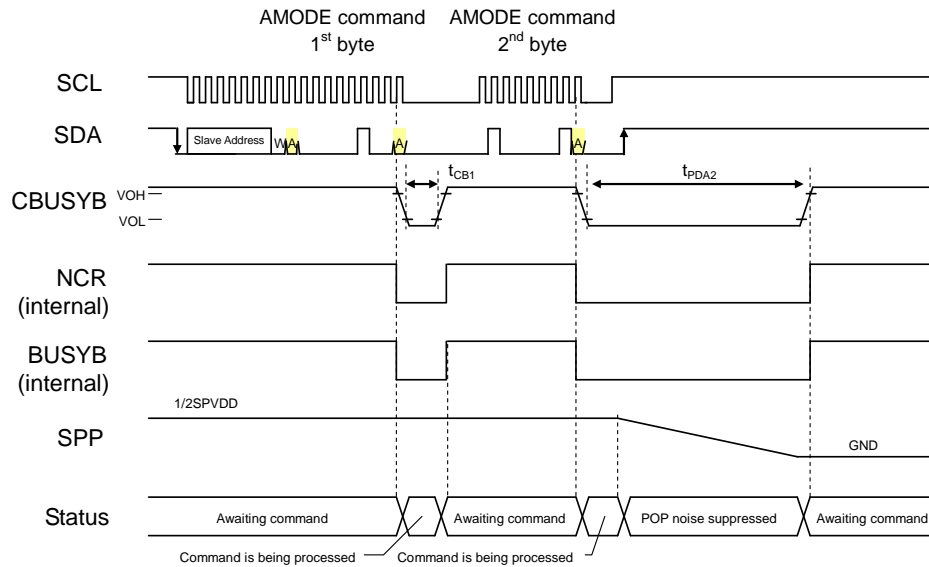 AMODE command
1st byte
AMODE command
2nd byte
SCL
SDA
Slave Address
W
A
A
A
tCB1
tPDA2
CBUSYB
VOH
VOL
NCR
(internal)
BUSYB
(internal)
1/2SPVDD
SPP
GND
Status
Awaiting command
Awaiting command
POP noise suppressed
Awaiting command
Command is being processed
Command is being processed